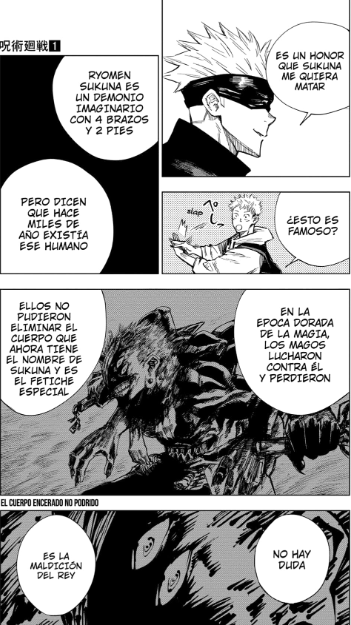 呪術廻戦 1
ES UN HONOR
QUE SUKUNA
ME QUIERA
MATAR
RYOMEN
SUKUNA ES
UN DEMONIO
IMAGINARIO
CON 4 BRAZOS
Y 2 PIES
¿ESTO ES
FAMOSO?
slap
ペしっ
PERO DICEN
QUE HACE
MILES DE
AÑO EXISTÍA
ESE HUMANO
EN LA
EPOCA DORADA
DE LA MAGIA,
LOS MAGOS
LUCHARON
CONTRA ÉL
Y PERDIERON
ELLOS NO
PUDIERON
ELIMINAR EL
CUERPO QUE
AHORA TIENE
EL NOMBRE DE
SUKUNA Y ES
EL FETICHE
ESPECIAL
EL CUERPO ENCERADO NO PODRIDO
NO HAY
DUDA
ES LA
MALDICIÓN
DEL REY